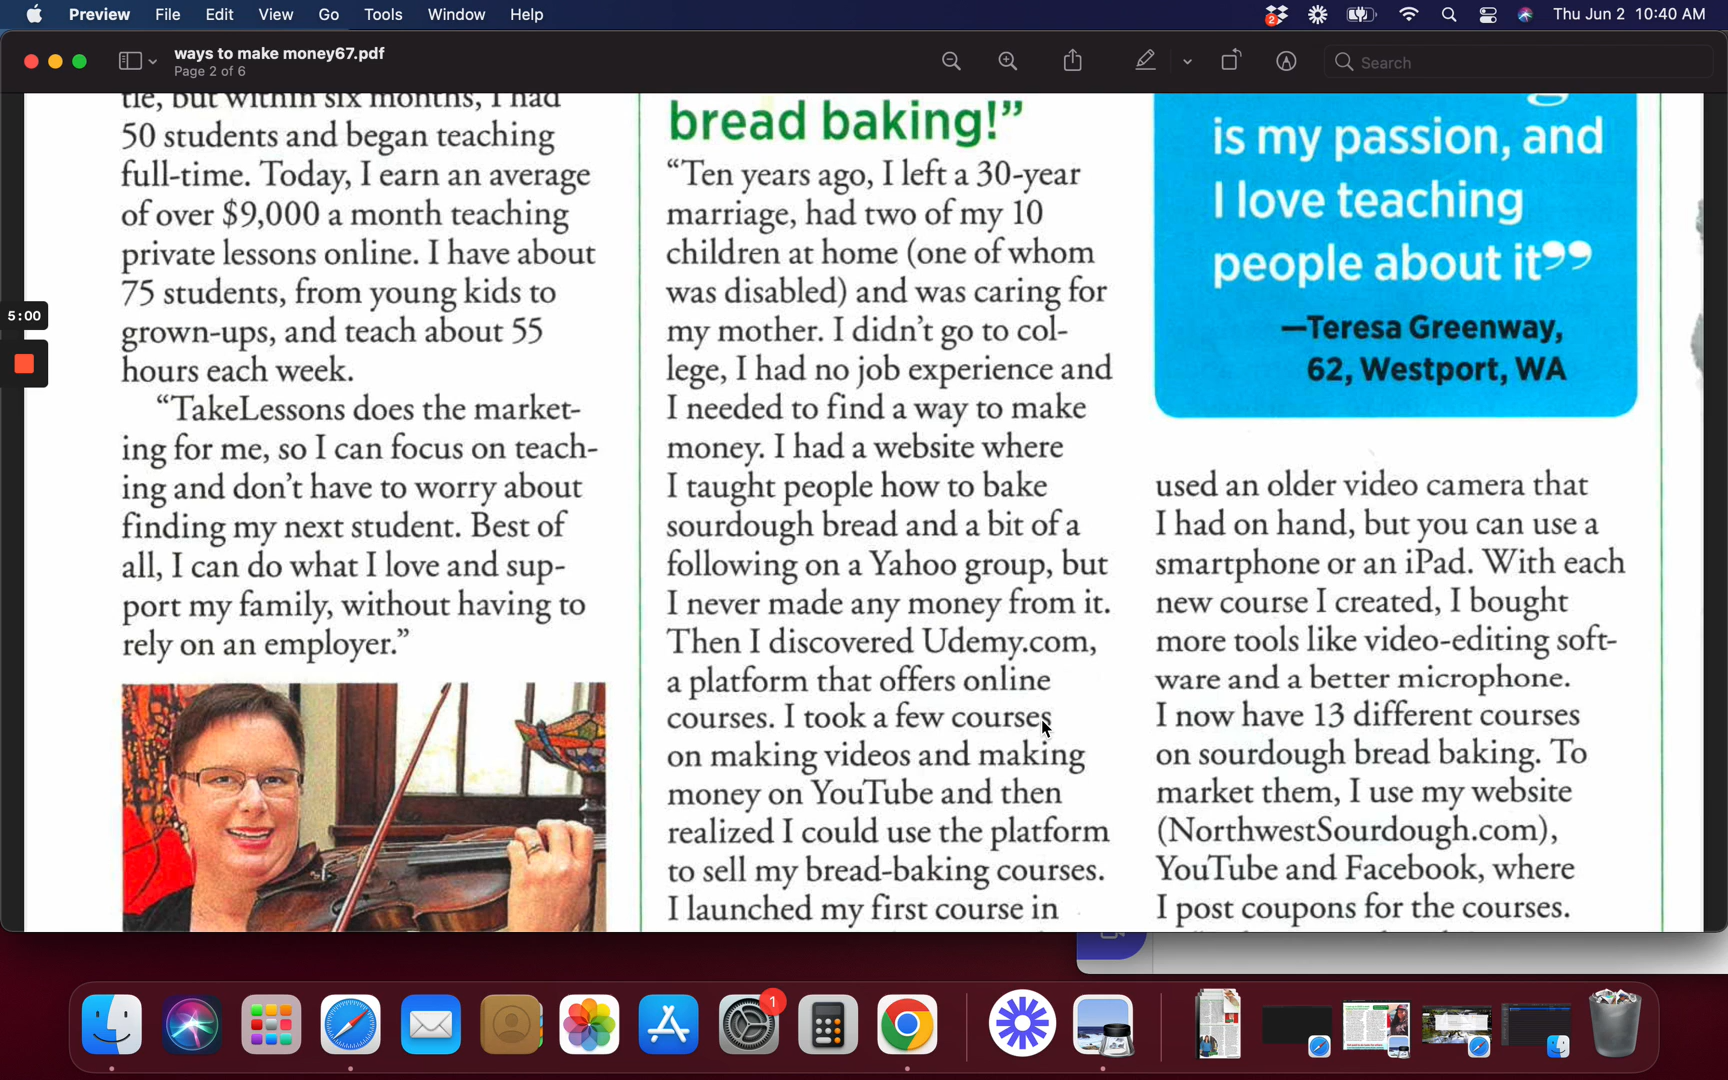 Preview File Edit View Go Tools Window Help
2
Thu Jun 2 10:40 AM
ways to make money67.pdf
Page 2 of 6
Search
5:00
tle, but within six months, I had
50 students and began teaching
full-time. Today, I earn an average
of over $9,000 a month teaching
private lessons online. I have about
75 students, from young kids to
grown-ups, and teach about 55
hours each week.
“TakeLessons does the market-
ing for me, so I can focus on teach-
ing and don’t have to worry about
finding my next student. Best of
all, I can do what I love and sup-
port my family, without having to
rely on an employer.”
bread baking!”
“Ten years ago, I left a 30-year
marriage, had two of my 10
children at home (one of whom
was disabled) and was caring for
my mother. I didn’t go to col-
lege, I had no job experience and
I needed to find a way to make
money. I had a website where
I taught people how to bake
sourdough bread and a bit of a
following on a Yahoo group, but
I never made any money from it.
Then I discovered Udemy.com,
a platform that offers online
courses. I took a few courses
on making videos and making
money on YouTube and then
realized I could use the platform
to sell my bread-baking courses.
I launched my first course in
is my passion, and
I love teaching
people about it”
—Teresa Greenway,
62, Westport, WA
used an older video camera that
I had on hand, but you can use a
smartphone or an iPad. With each
new course I created, I bought
more tools like video-editing soft-
ware and a better microphone.
I now have 13 different courses
on sourdough bread baking. To
market them, I use my website
(NorthwestSourdough.com),
YouTube and Facebook, where
I post coupons for the courses.
1